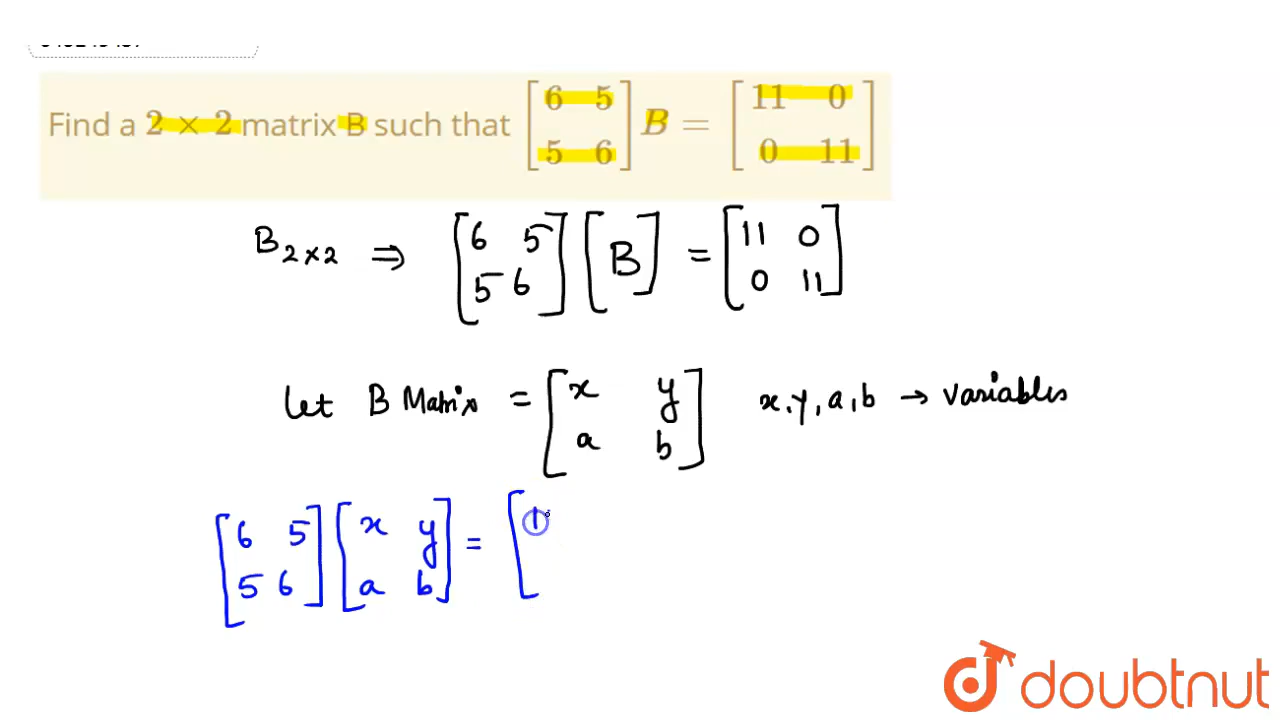 Find a 2 × 2 matrix B such that [6 5; 5 6] B = [11 0; 0 11]
B2×2 ⇒ [6 5; 5 6] [B] = [11 0; 0 11]
let B Matrix = [x y; a b] x, y, a, b → variables
[6 5; 5 6] [x y; a b] = [1
doubtnut